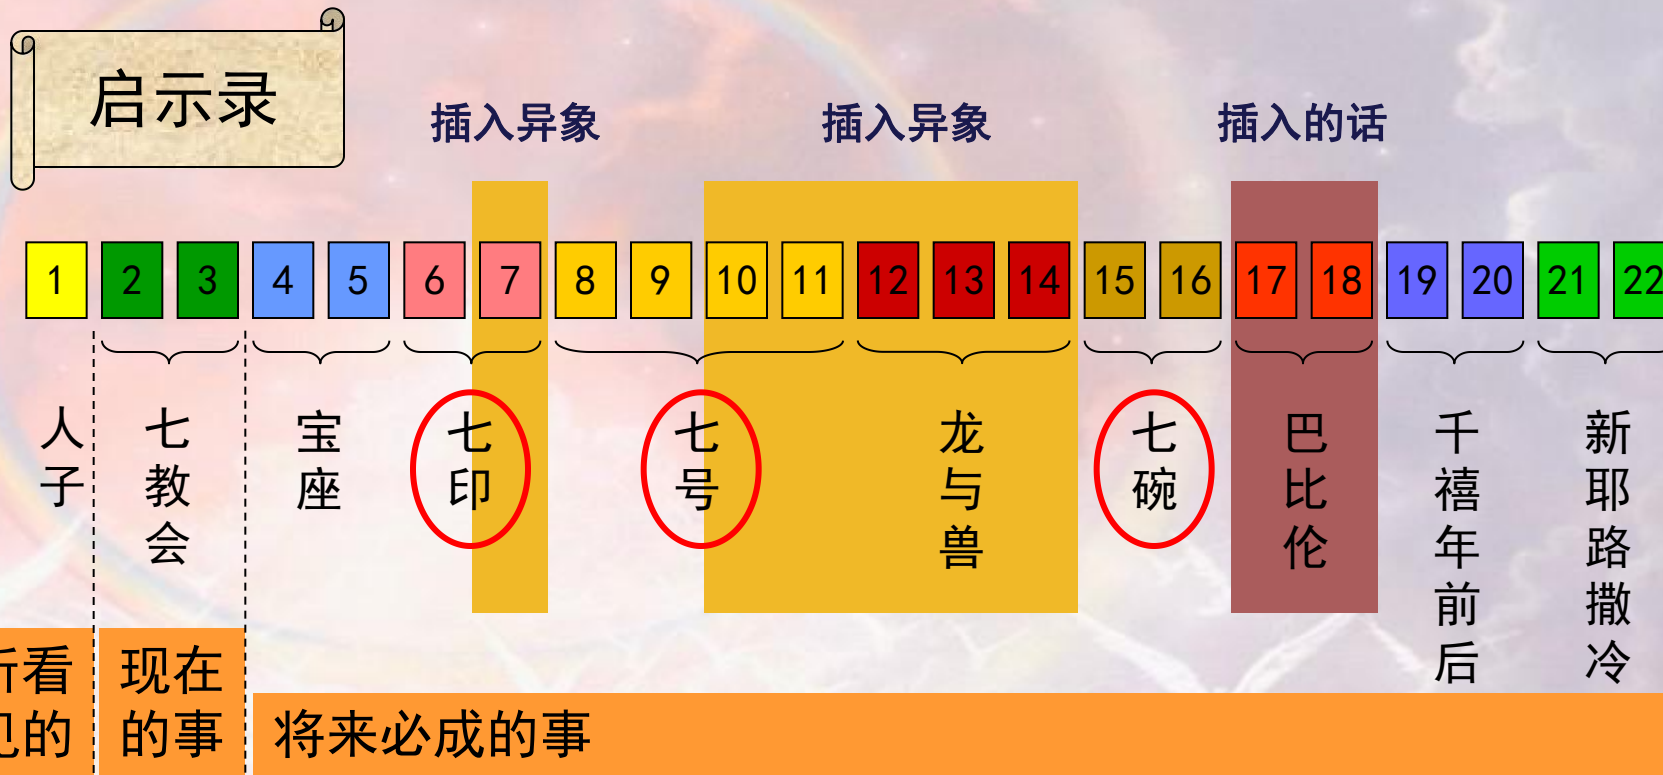 启示录
插入异象 插入异象 插入的话
1 2 3 4 5 6 7 8 9 10 11 12 13 14 15 16 17 18 19 20 21 22
人子
七教会
宝座
七印
七号
龙与兽
七碗
巴比伦
千禧年前后
新耶路撒冷
所看
见的
现在
的事
将来必成的事